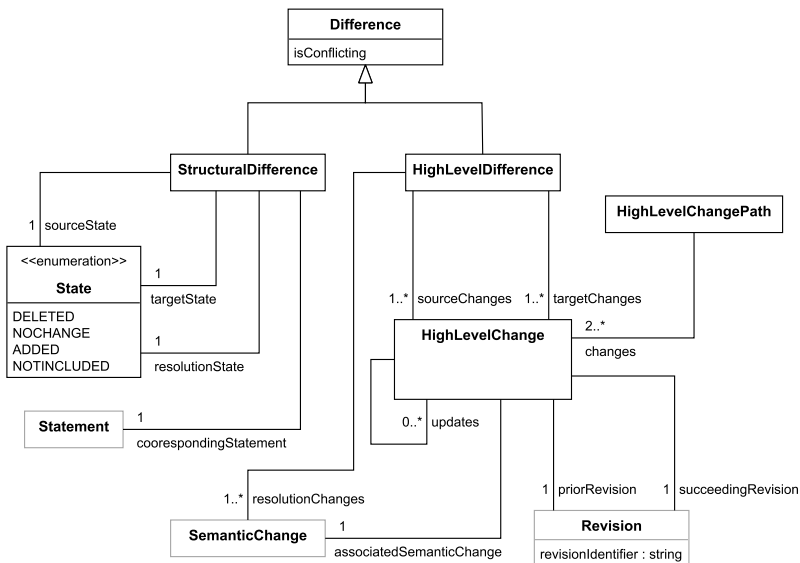 Difference
isConflicting
StructuralDifference
HighLevelDifference
HighLevelChangePath
1 sourceState
<<enumeration>>
State
DELETED
NOCHANGE
ADDED
NOTINCLUDED
1
targetState
1
resolutionState
1..* sourceChanges
1..* targetChanges
HighLevelChange
2..*
changes
0..* updates
Statement
1
coorespondingStatement
1..* resolutionChanges
SemanticChange
1
associatedSemanticChange
1 priorRevision
1 succeedingRevision
Revision
revisionIdentifier : string